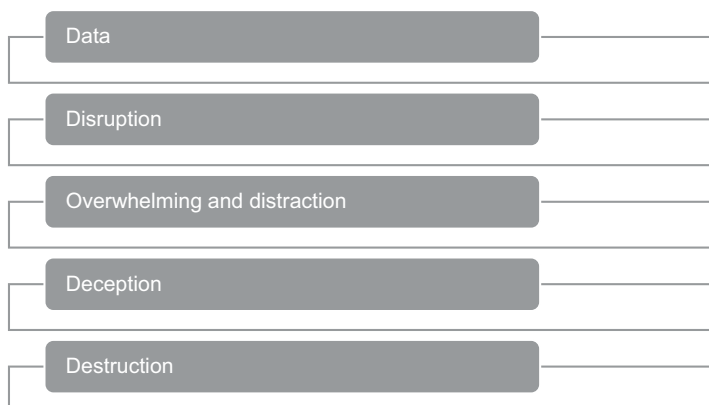 Data
Disruption
Overwhelming and distraction
Deception
Destruction